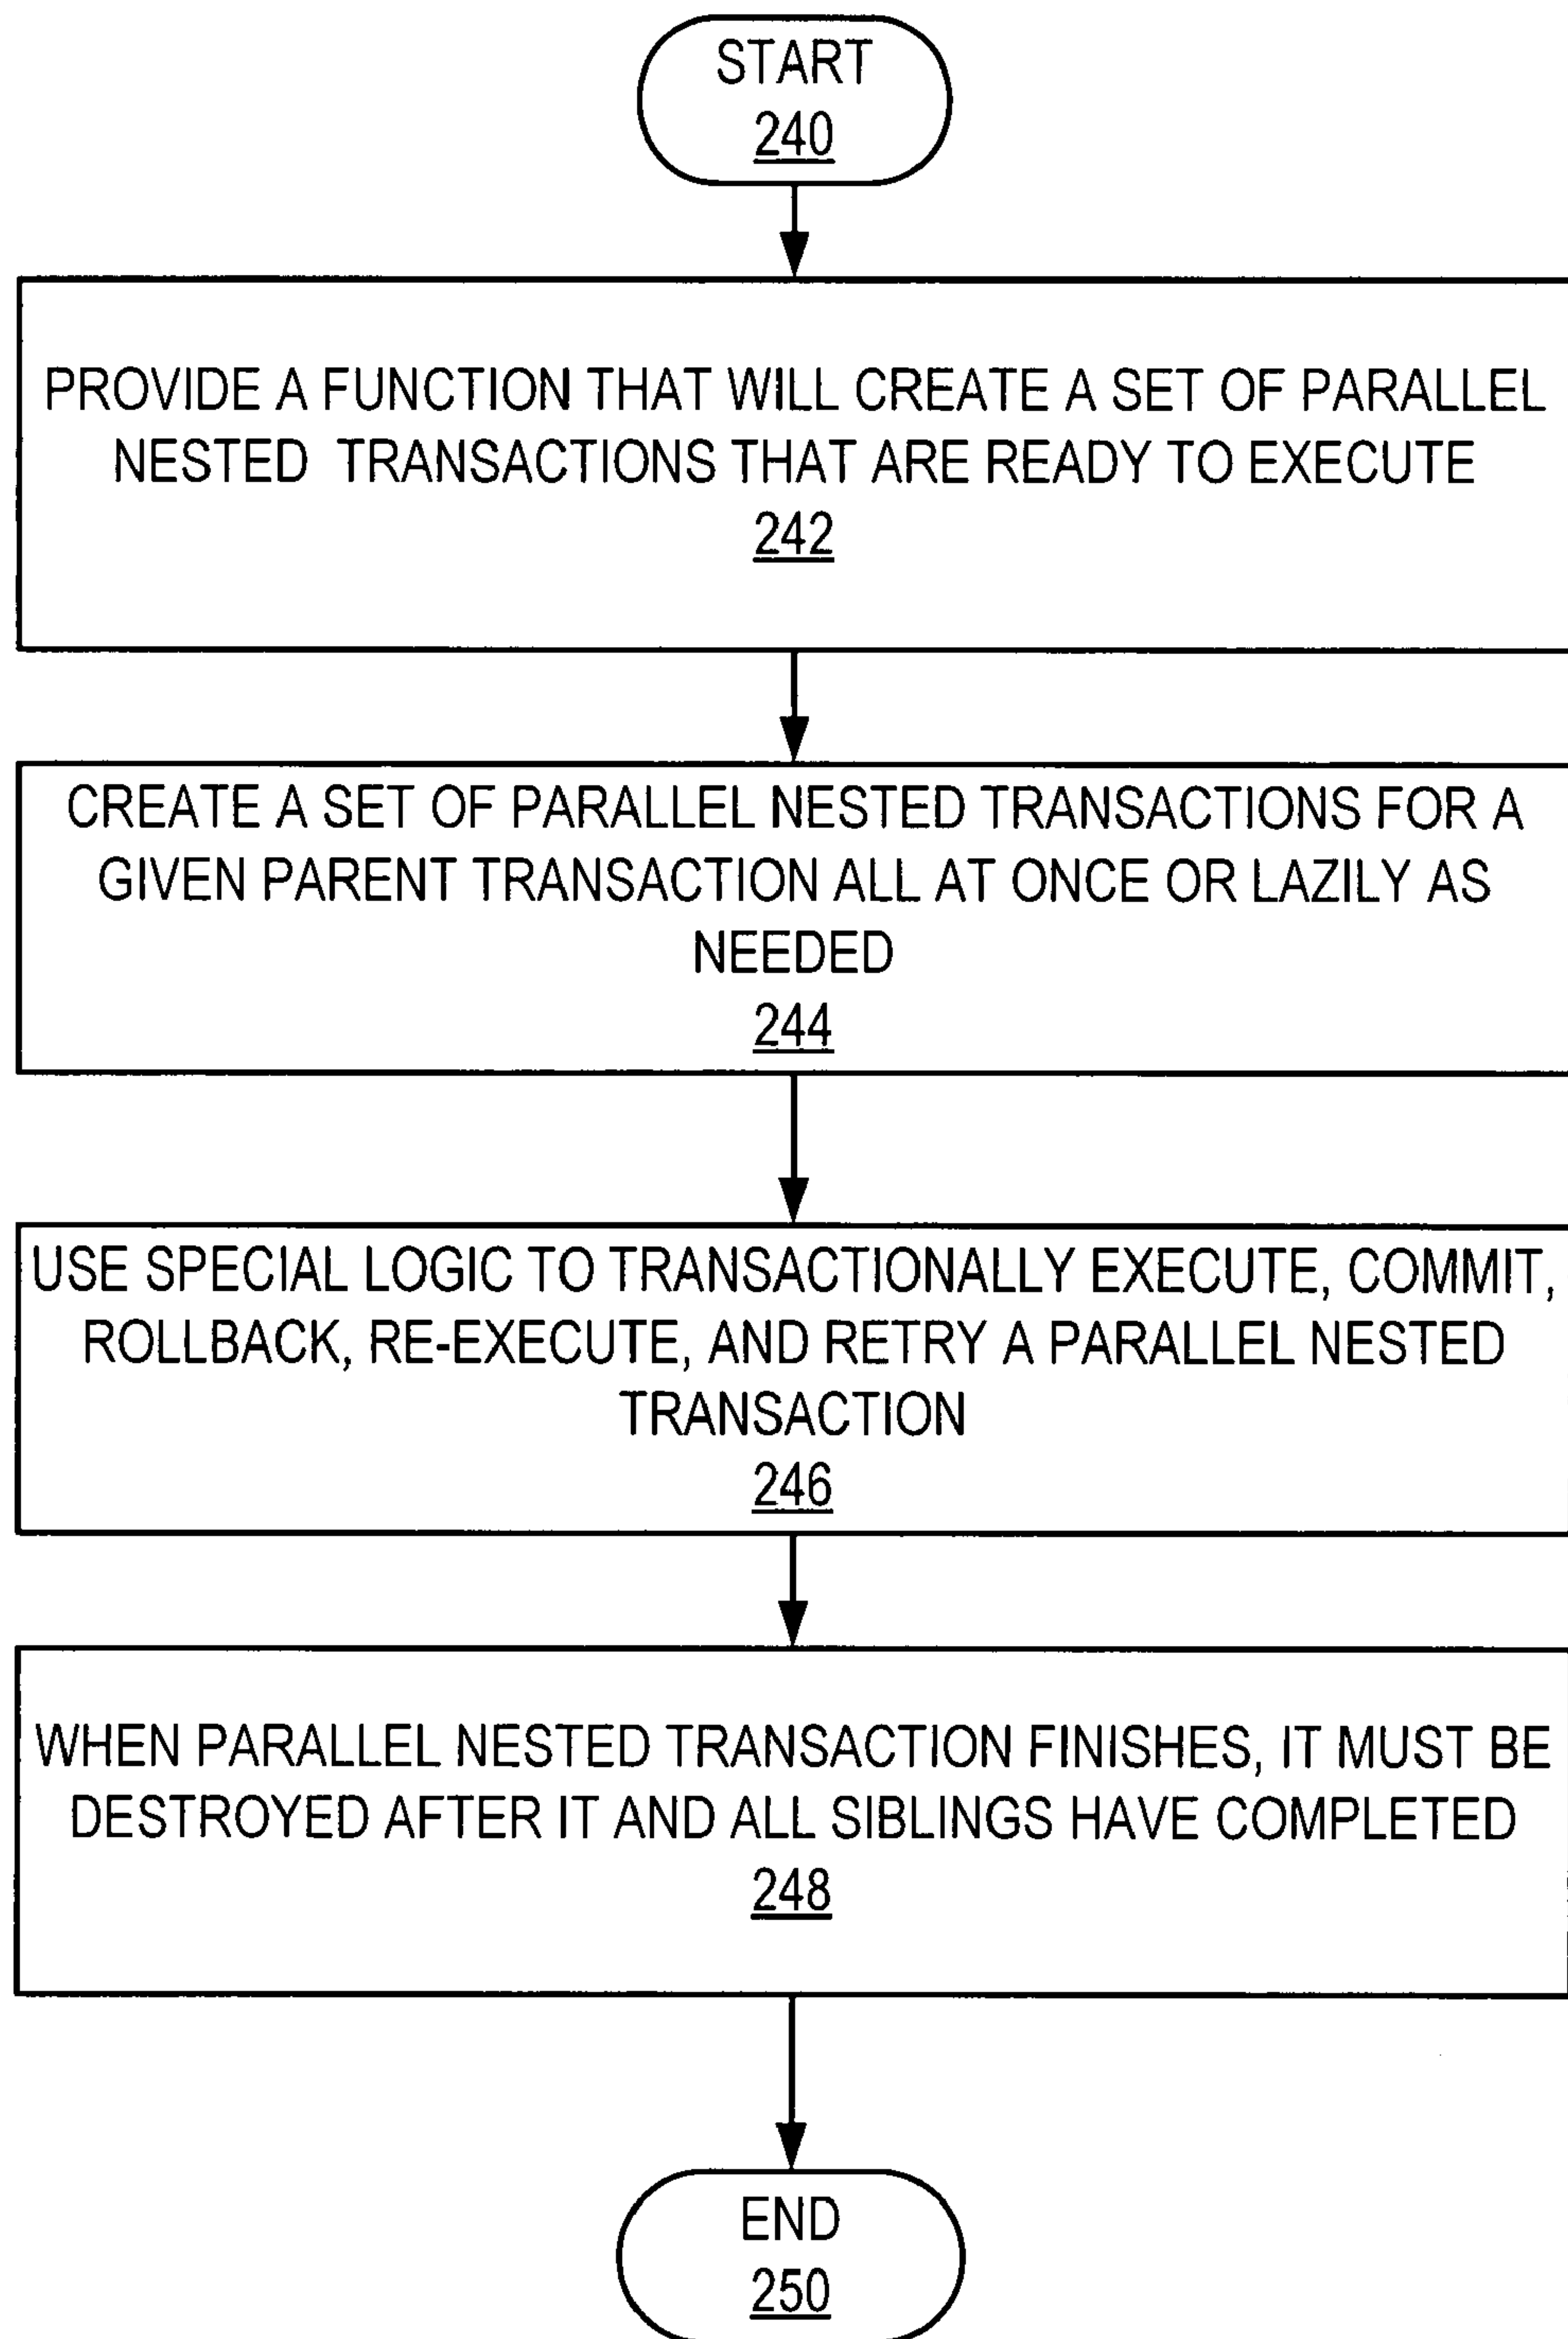 START
240
PROVIDE A FUNCTION THAT WILL CREATE A SET OF PARALLEL
NESTED TRANSACTIONS THAT ARE READY TO EXECUTE
242
CREATE A SET OF PARALLEL NESTED TRANSACTIONS FOR A
GIVEN PARENT TRANSACTION ALL AT ONCE OR LAZILY AS
NEEDED
244
USE SPECIAL LOGIC TO TRANSACTIONALLY EXECUTE, COMMIT,
ROLLBACK, RE-EXECUTE, AND RETRY A PARALLEL NESTED
TRANSACTION
246
WHEN PARALLEL NESTED TRANSACTION FINISHES, IT MUST BE
DESTROYED AFTER IT AND ALL SIBLINGS HAVE COMPLETED
248
END
250